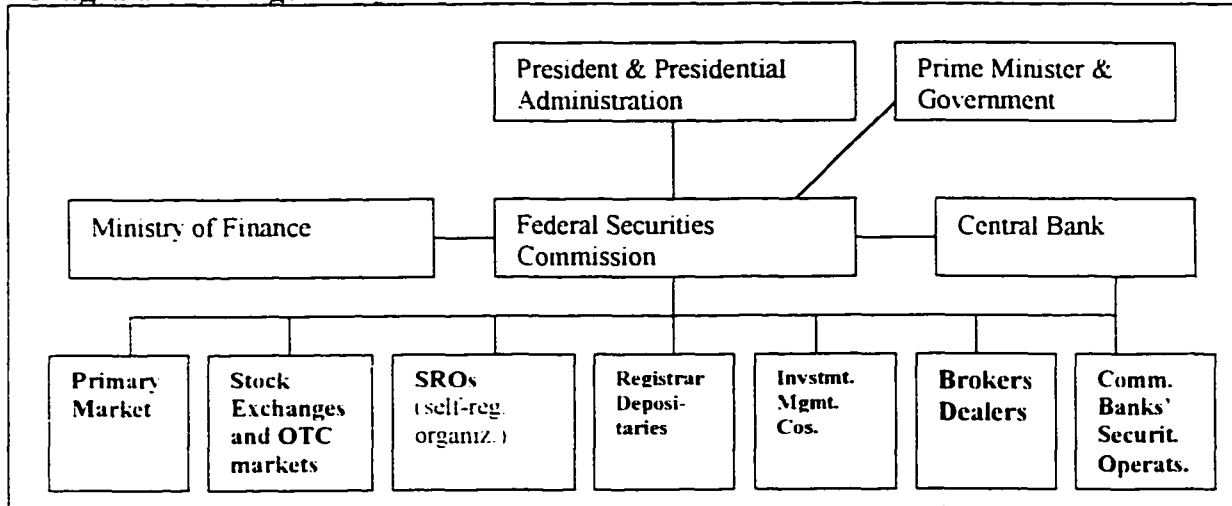 President & Presidential
Administration
Prime Minister &
Government
Ministry of Finance
Federal Securities
Commission
Central Bank
Primary
Market
Stock
Exchanges
and OTC
markets
SROs
(self-reg.
organiz.)
Registrar
Deposi-
taries
Invstmt.
Mgmt.
Cos.
Brokers
Dealers
Comm.
Banks'
Securit.
Operats.